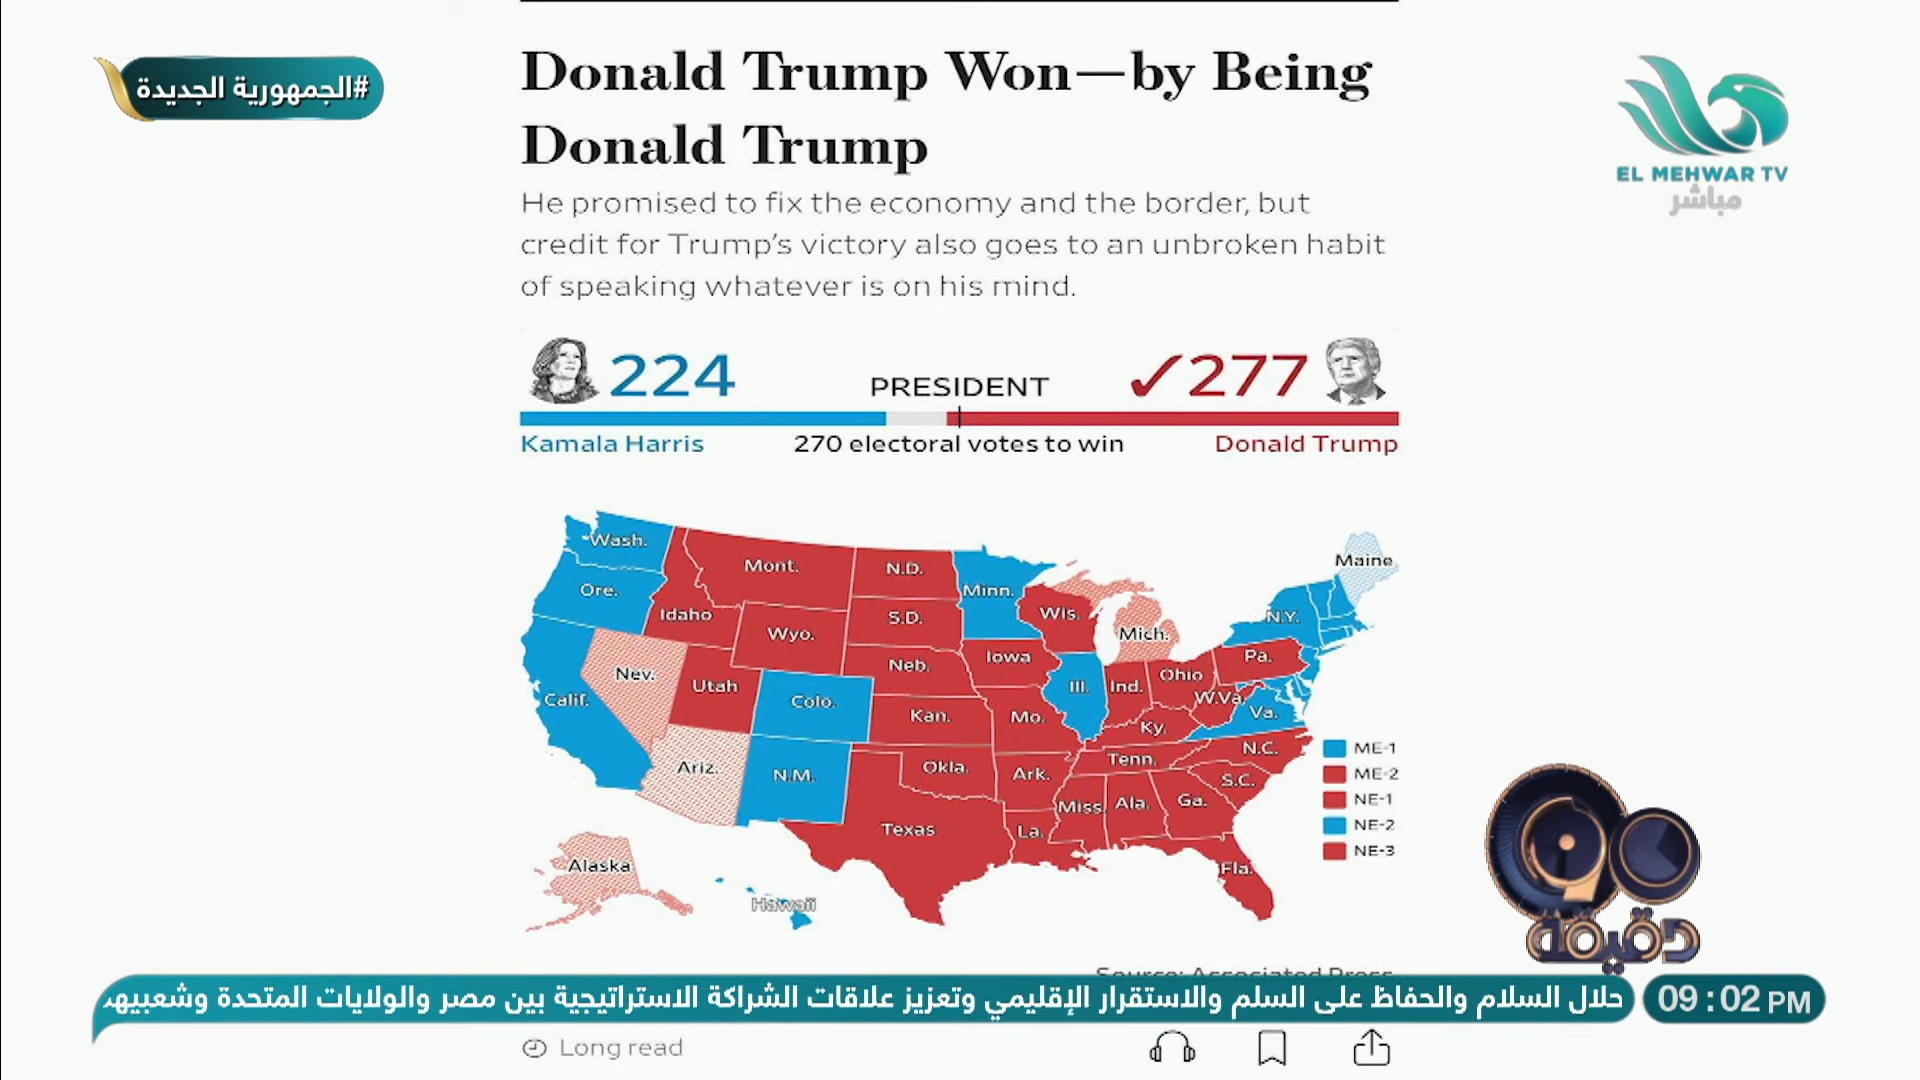 Donald Trump Won—by Being
Donald Trump
He promised to fix the economy and the border, but
credit for Trump's victory also goes to an unbroken habit
of speaking whatever is on his mind.
#الجمهورية الجديدة
EL MEHWAR TV
مباشر
224
PRESIDENT
✓277
Kamala Harris
270 electoral votes to win
Donald Trump
Wash.
Ore.
Calif.
Nev.
Idaho
Mont.
Wyo.
Utah
Colo.
Ariz.
N.M.
N.D.
S.D.
Neb.
Kan.
Okla.
Texas
Minn.
Iowa
Mo.
Ark.
La.
Wis.
Ill.
Mich.
Ind.
Ohio
Ky.
Tenn.
Miss.
Ala.
Ga.
Fla.
S.C.
N.C.
Va.
W.Va.
Pa.
N.Y.
Maine
Alaska
Hawaii
ME-1
ME-2
NE-1
NE-2
NE-3
90
دقيقة
Source: Associated Press
حلال السلام والحفاظ على السلم والاستقرار الإقليمي وتعزيز علاقات الشراكة الاستراتيجية بين مصر والولايات المتحدة وشعبيه
09:02 PM
Long read